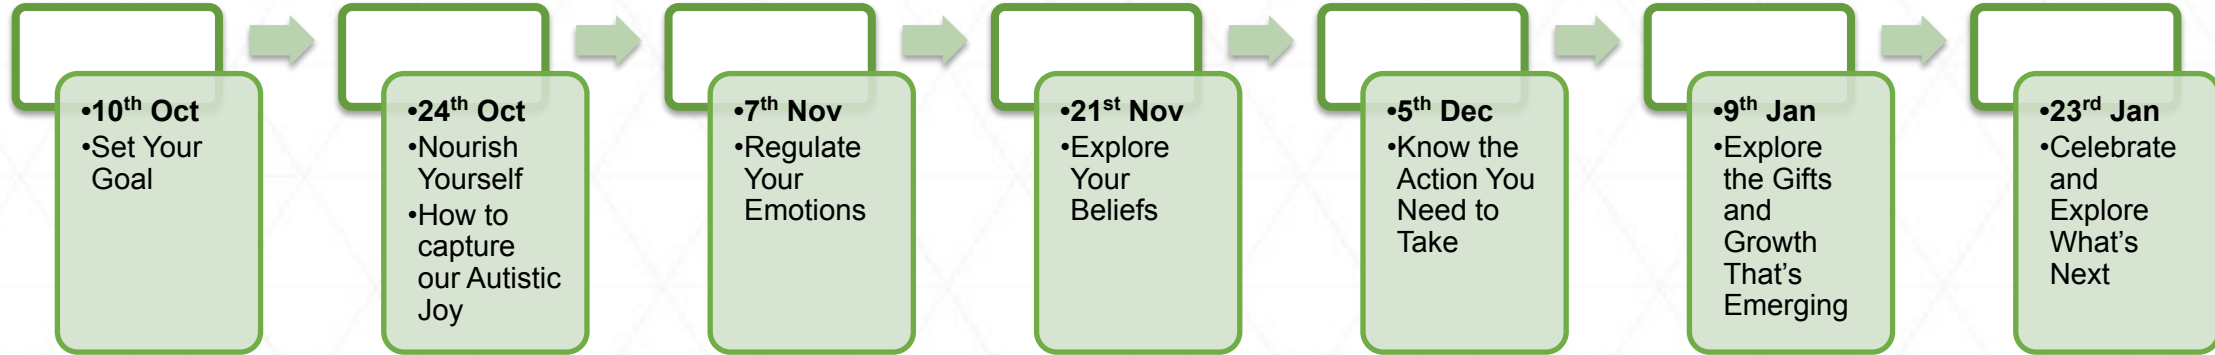 •10th Oct
•Set Your
Goal
•24th Oct
•Nourish
Yourself
•How to
capture
our Autistic
Joy
•7th Nov
•Regulate
Your
Emotions
•21st Nov
•Explore
Your
Beliefs
•5th Dec
•Know the
Action You
Need to
Take
•9th Jan
•Explore
the Gifts
and
Growth
That's
Emerging
•23rd Jan
•Celebrate
and
Explore
What's
Next